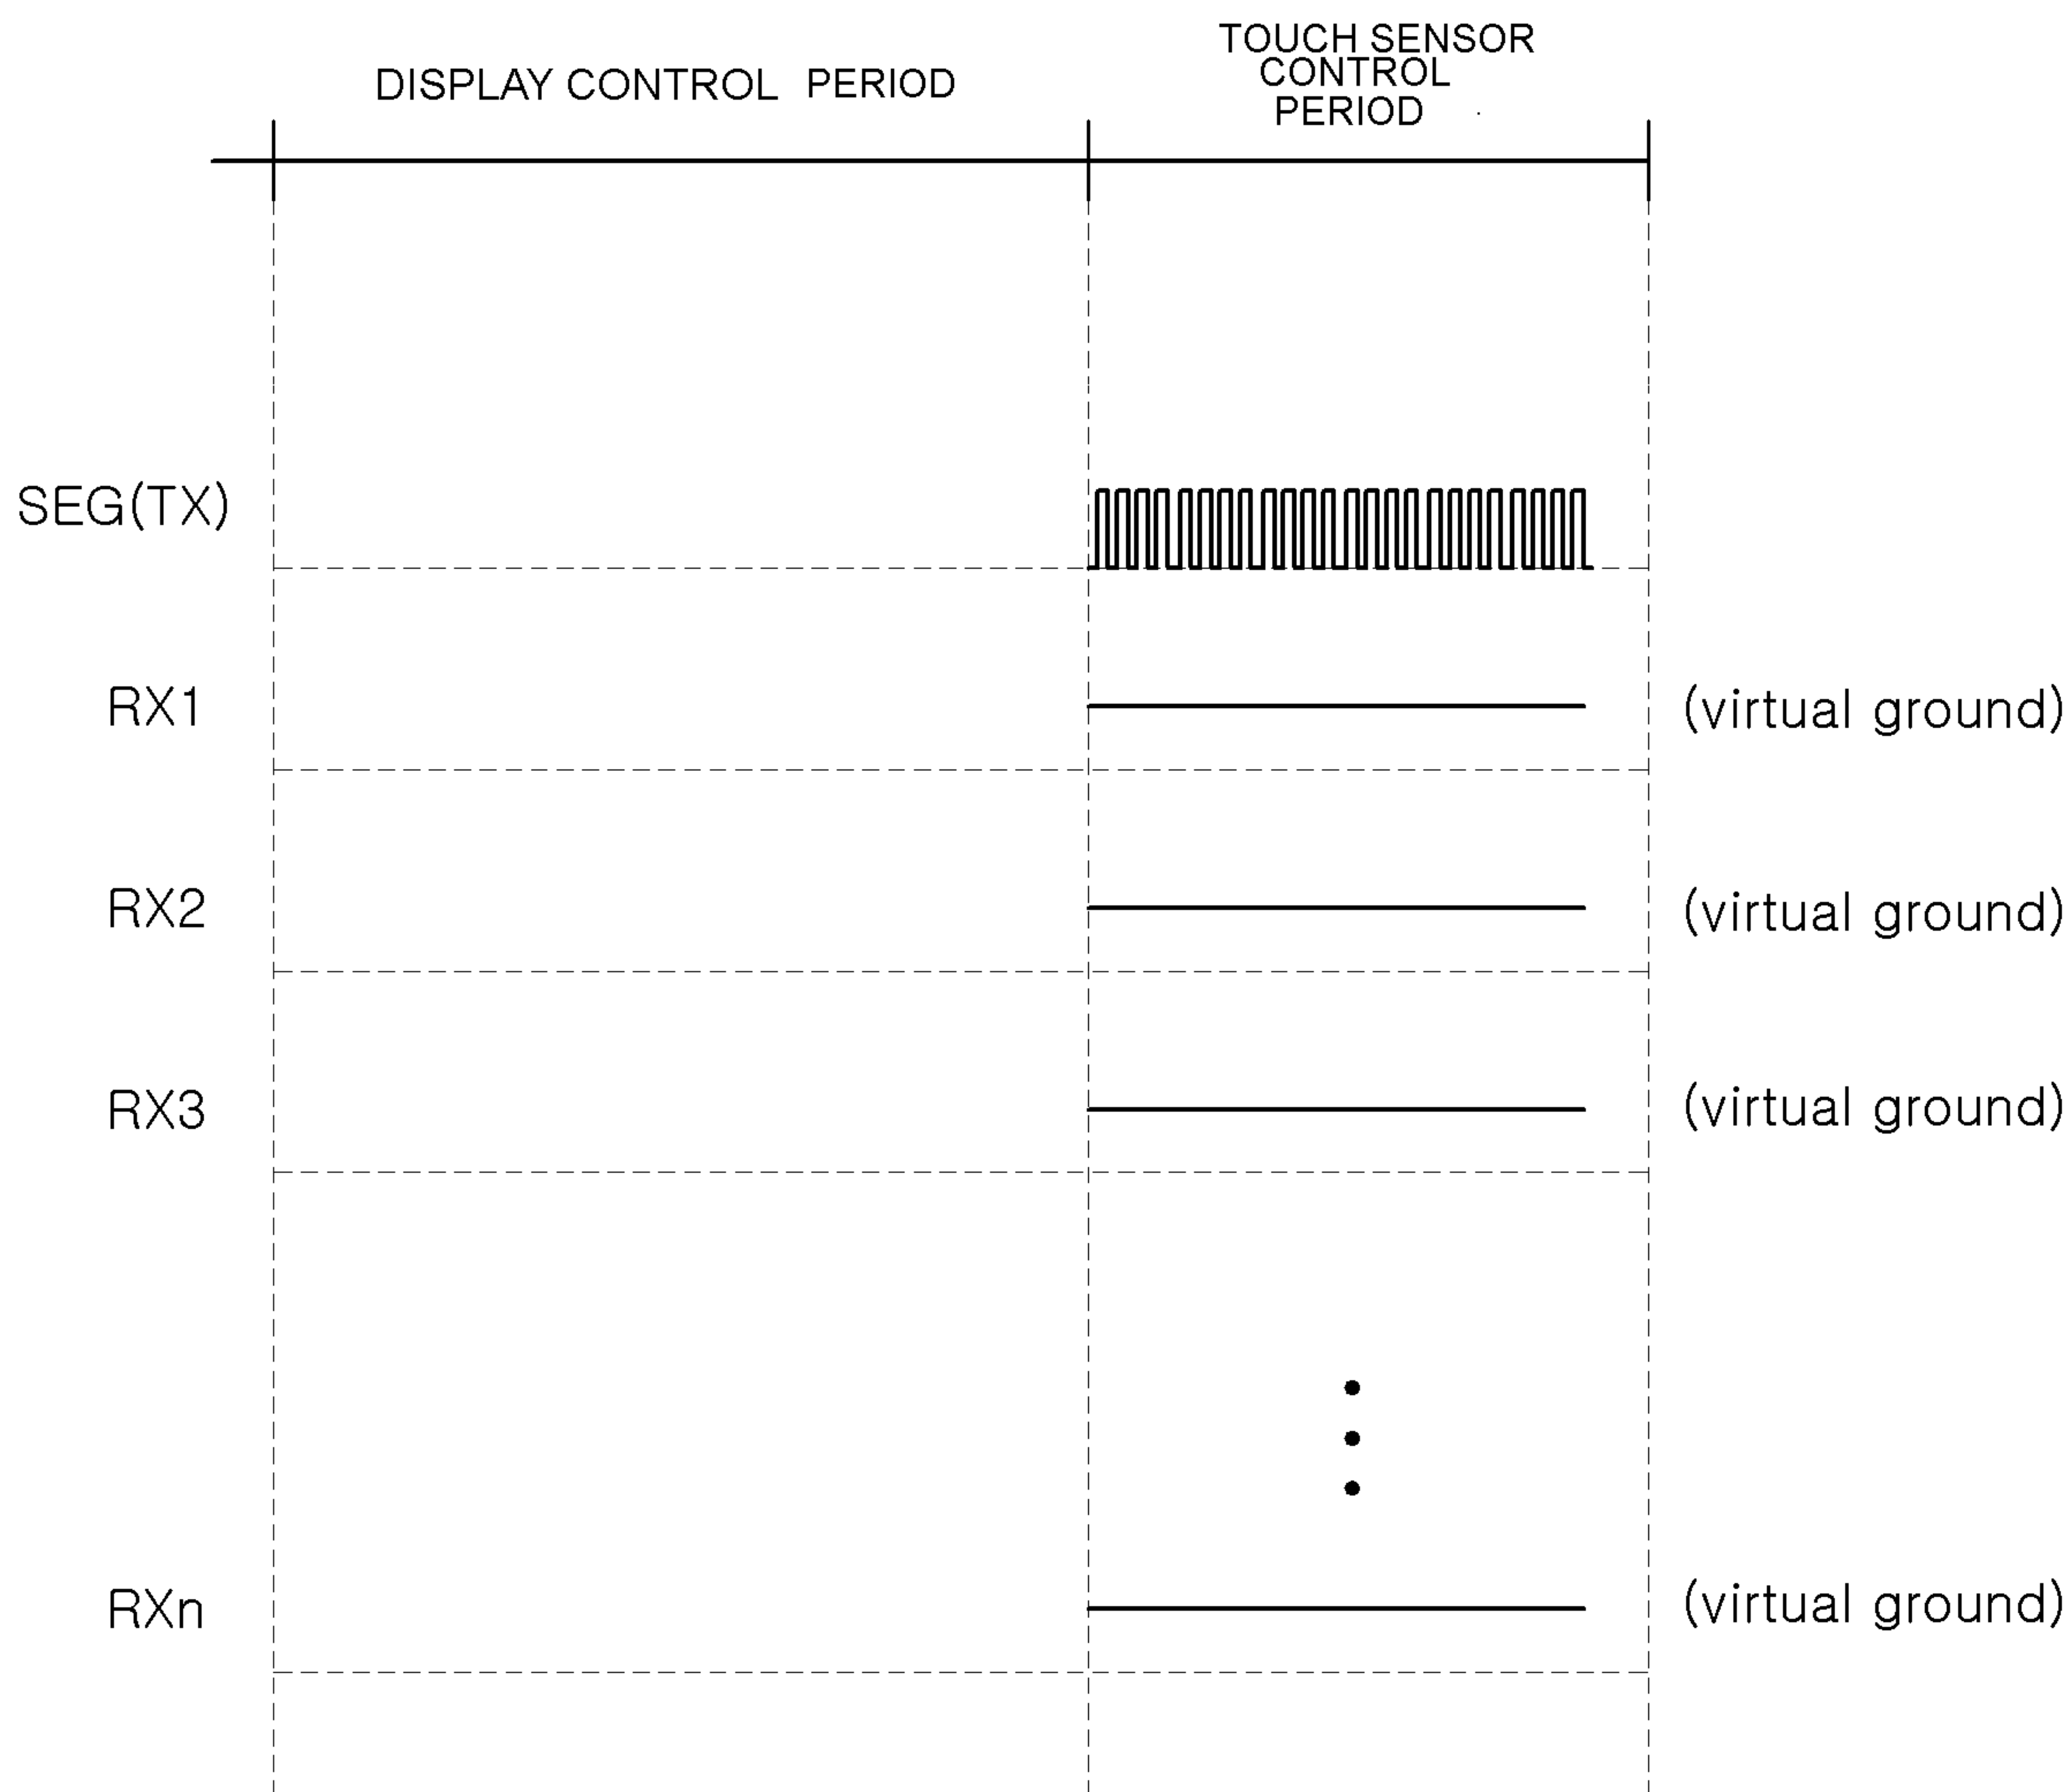 TOUCH SENSOR
CONTROL
PERIOD
DISPLAY CONTROL PERIOD
SEG(TX)
RX1
(virtual ground)
RX2
(virtual ground)
RX3
(virtual ground)
RXn
(virtual ground)